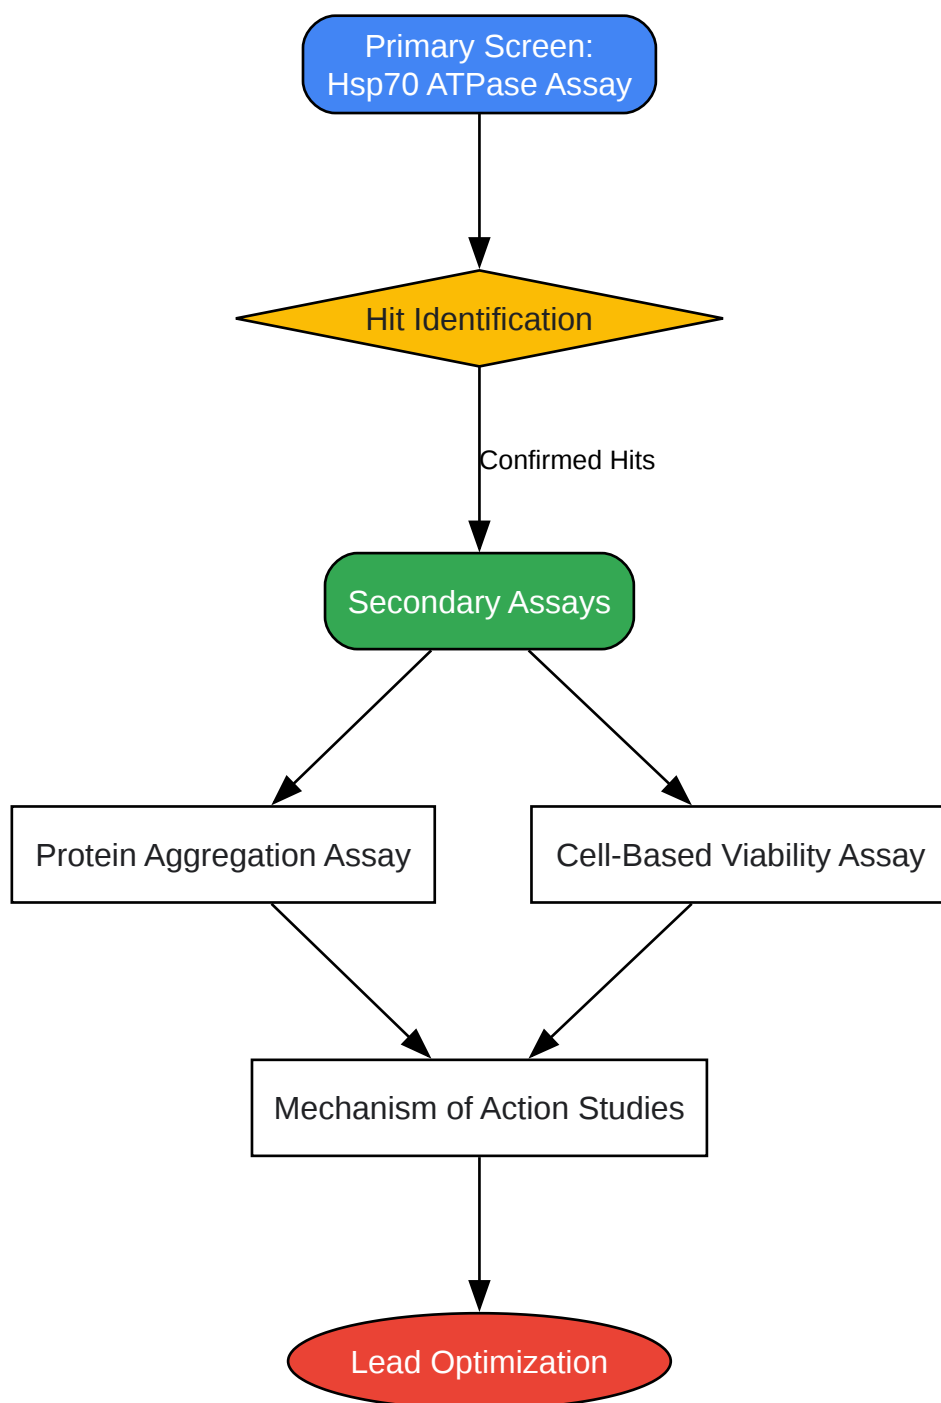 Primary Screen:
Hsp70 ATPase Assay
Hit Identification
Confirmed Hits
Secondary Assays
Protein Aggregation Assay
Cell-Based Viability Assay
Mechanism of Action Studies
Lead Optimization